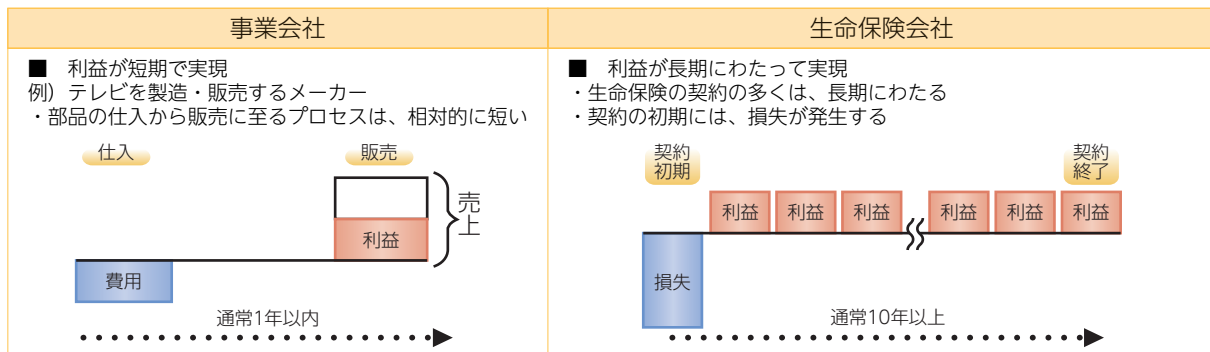 事業会社
■ 利益が短期で実現
例）テレビを製造・販売するメーカー
・部品の仕入から販売に至るプロセスは、相対的に短い
仕入
販売
売上
利益
費用
通常1年以内
生命保険会社
■ 利益が長期にわたって実現
・生命保険の契約の多くは、長期にわたる
・契約の初期には、損失が発生する
契約
初期
契約
終了
利益
利益
利益
利益
利益
利益
損失
通常10年以上